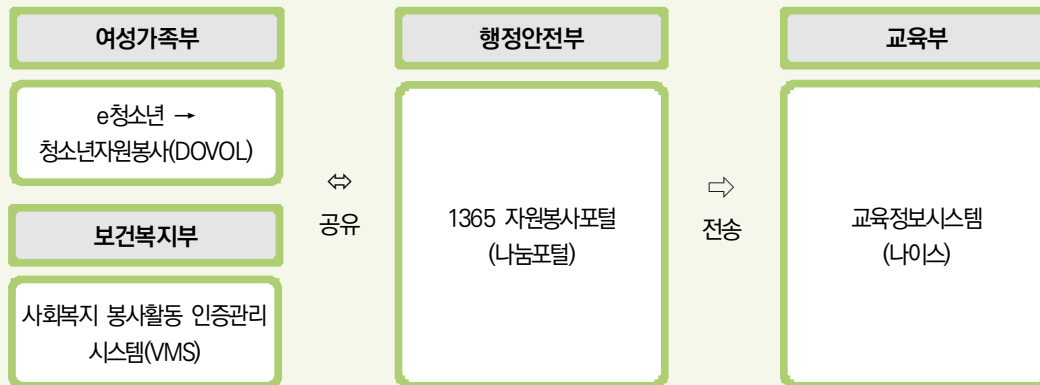 여성가족부
e청소년 →
청소년자원봉사(DOVOL)
보건복지부
사회복지 봉사활동 인증관리
시스템(VMS)
⇔
공유
행정안전부
1365 자원봉사포털
(나눔포털)
⇨
전송
교육부
교육정보시스템
(나이스)